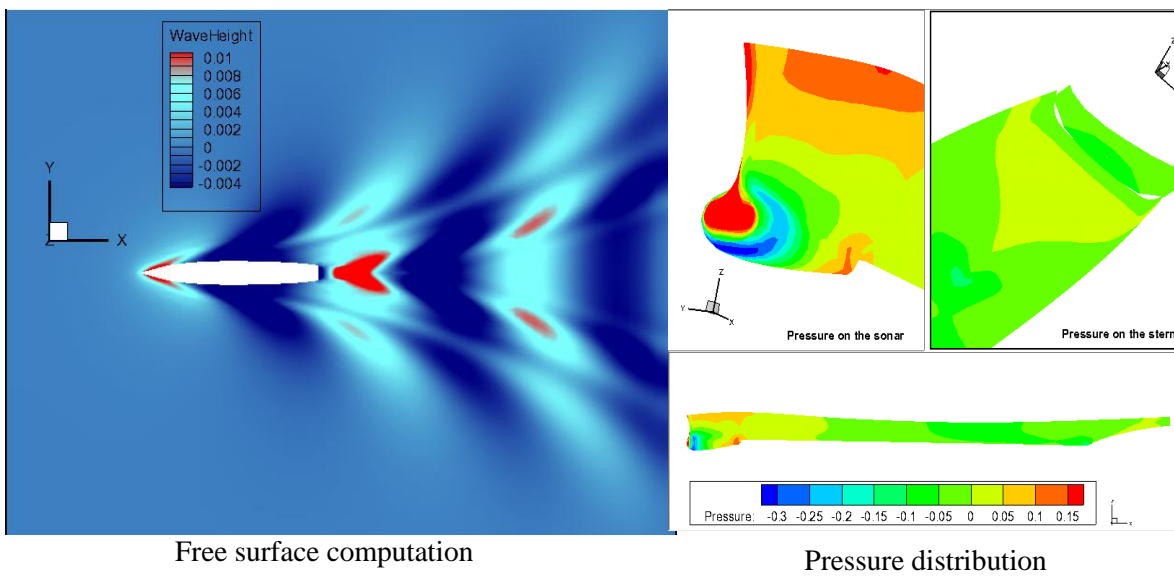 WaveHeight
0.01
0.008
0.006
0.004
0.002
0
-0.002
-0.004
Y
Z X
Z
Y
X
Pressure on the sonar
Z
Pressure on the stern
Pressure: -0.3 -0.25 -0.2 -0.15 -0.1 -0.05 0 0.05 0.1 0.15
Free surface computation
Pressure distribution